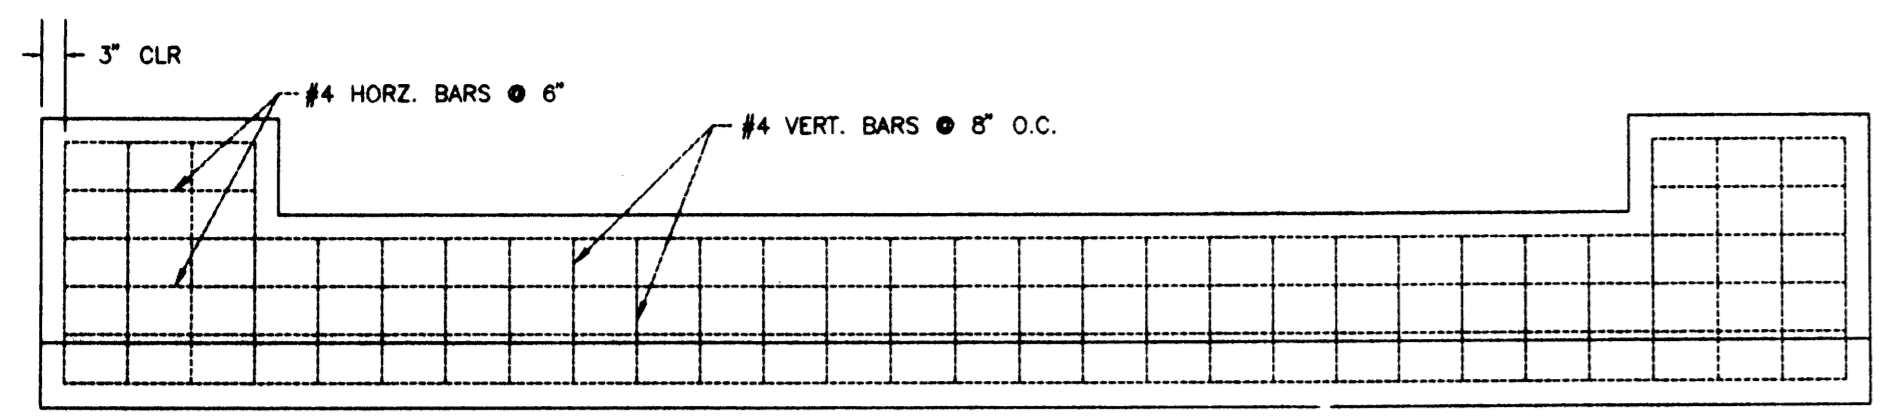 3" CLR
#4 HORZ. BARS @ 6"
#4 VERT. BARS @ 8" O.C.